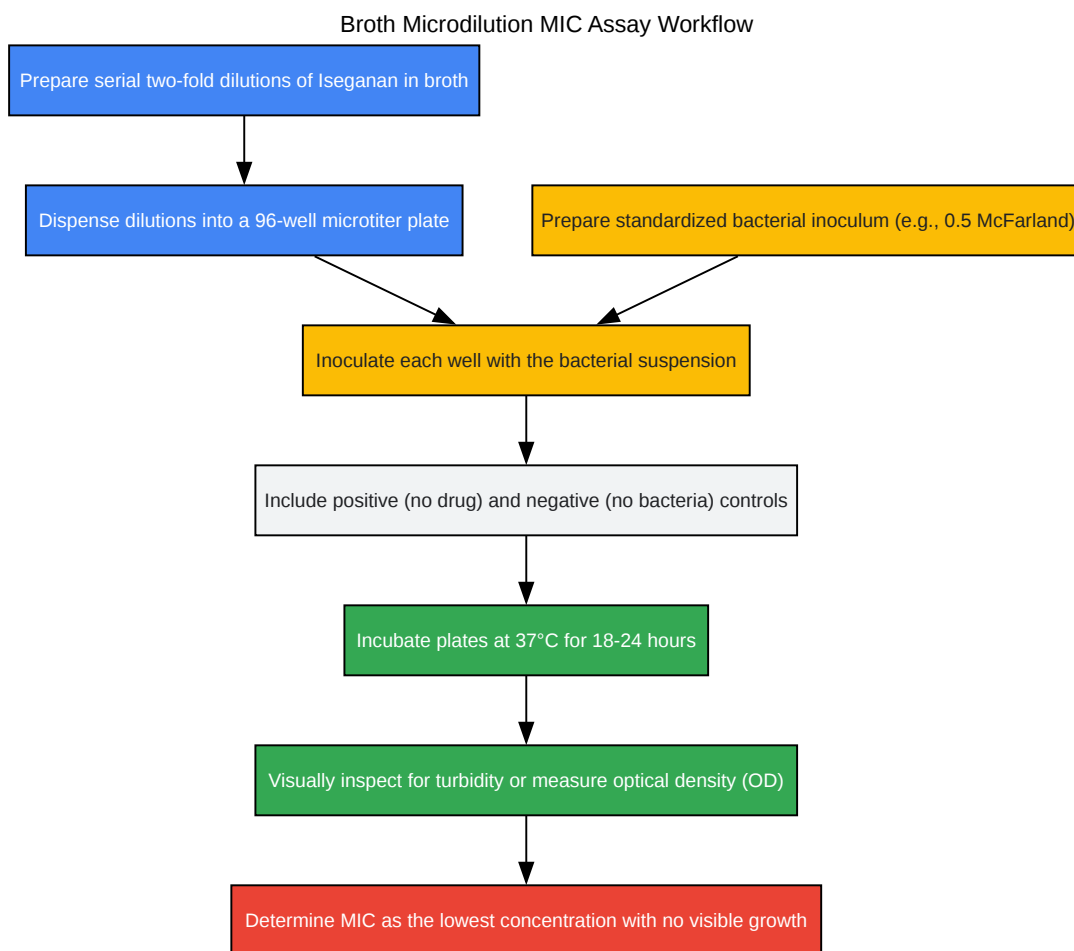 Broth Microdilution MIC Assay Workflow
Prepare serial two-fold dilutions of Iseganan in broth
Dispense dilutions into a 96-well microtiter plate
Prepare standardized bacterial inoculum (e.g., 0.5 McFarland)
Inoculate each well with the bacterial suspension
Include positive (no drug) and negative (no bacteria) controls
Incubate plates at 37°C for 18-24 hours
Visually inspect for turbidity or measure optical density (OD)
Determine MIC as the lowest concentration with no visible growth